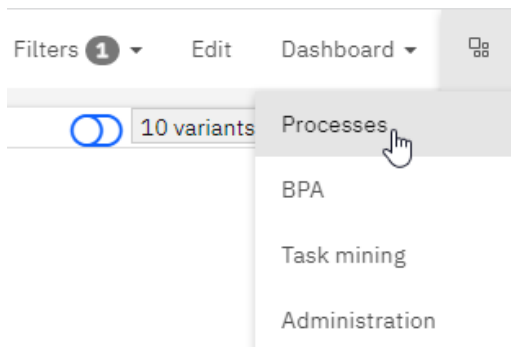 Filters 1 Edit Dashboard
10 variants Processes
BPA
Task mining
Administration